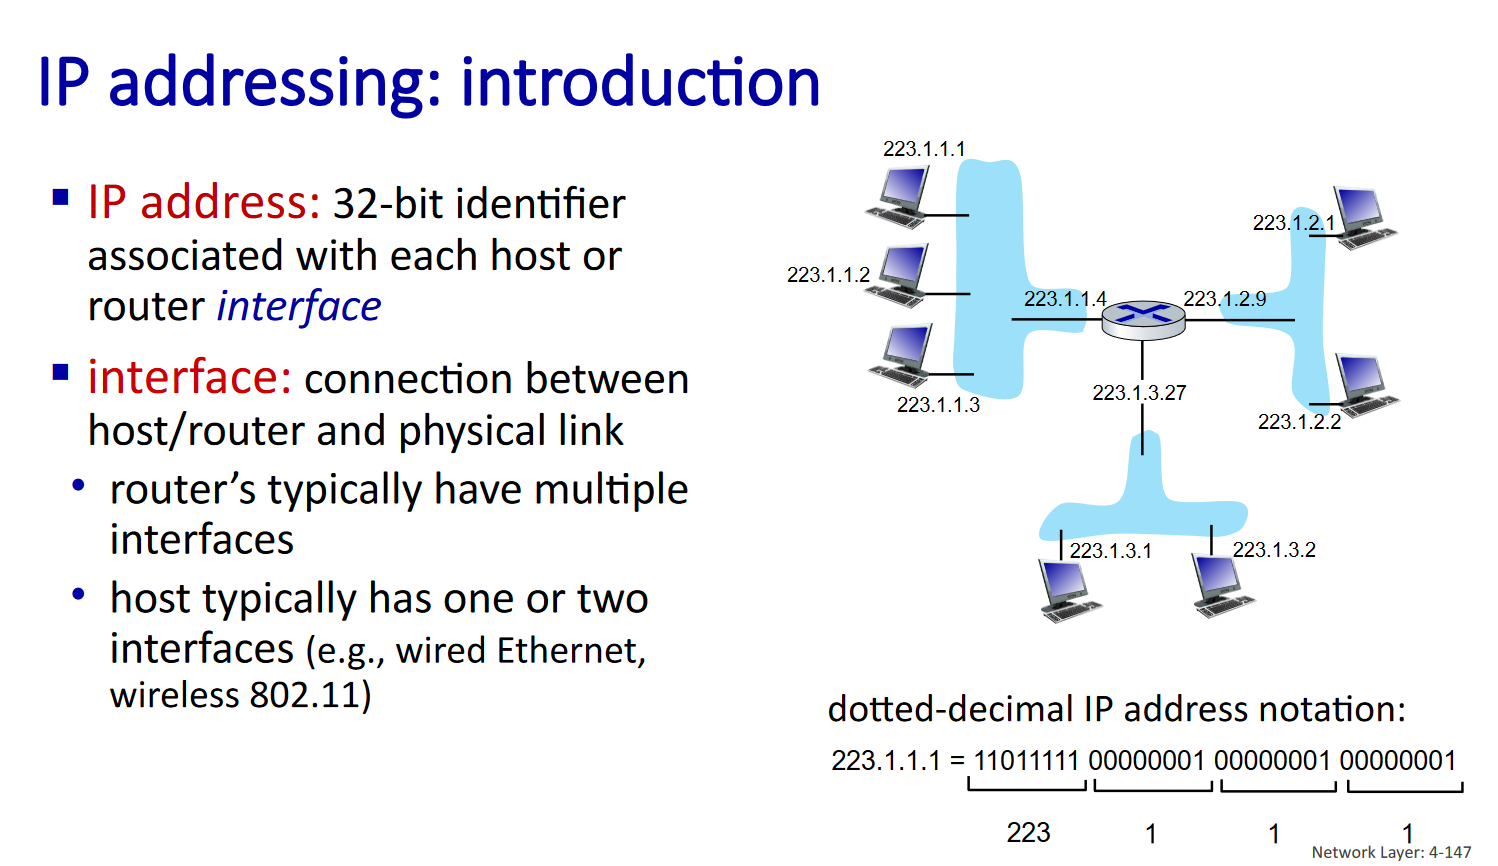 IP addressing: introduction
▪ IP address: 32-bit identifier
associated with each host or
router interface
▪ interface: connection between
host/router and physical link
• router’s typically have multiple
interfaces
• host typically has one or two
interfaces (e.g., wired Ethernet,
wireless 802.11)
223.1.1.1
223.1.1.2
223.1.1.3
223.1.1.4
223.1.2.9
223.1.2.1
223.1.2.2
223.1.3.27
223.1.3.1
223.1.3.2
dotted-decimal IP address notation:
223.1.1.1 = 11011111 00000001 00000001 00000001
223 1 1 1
Network Layer: 4-147